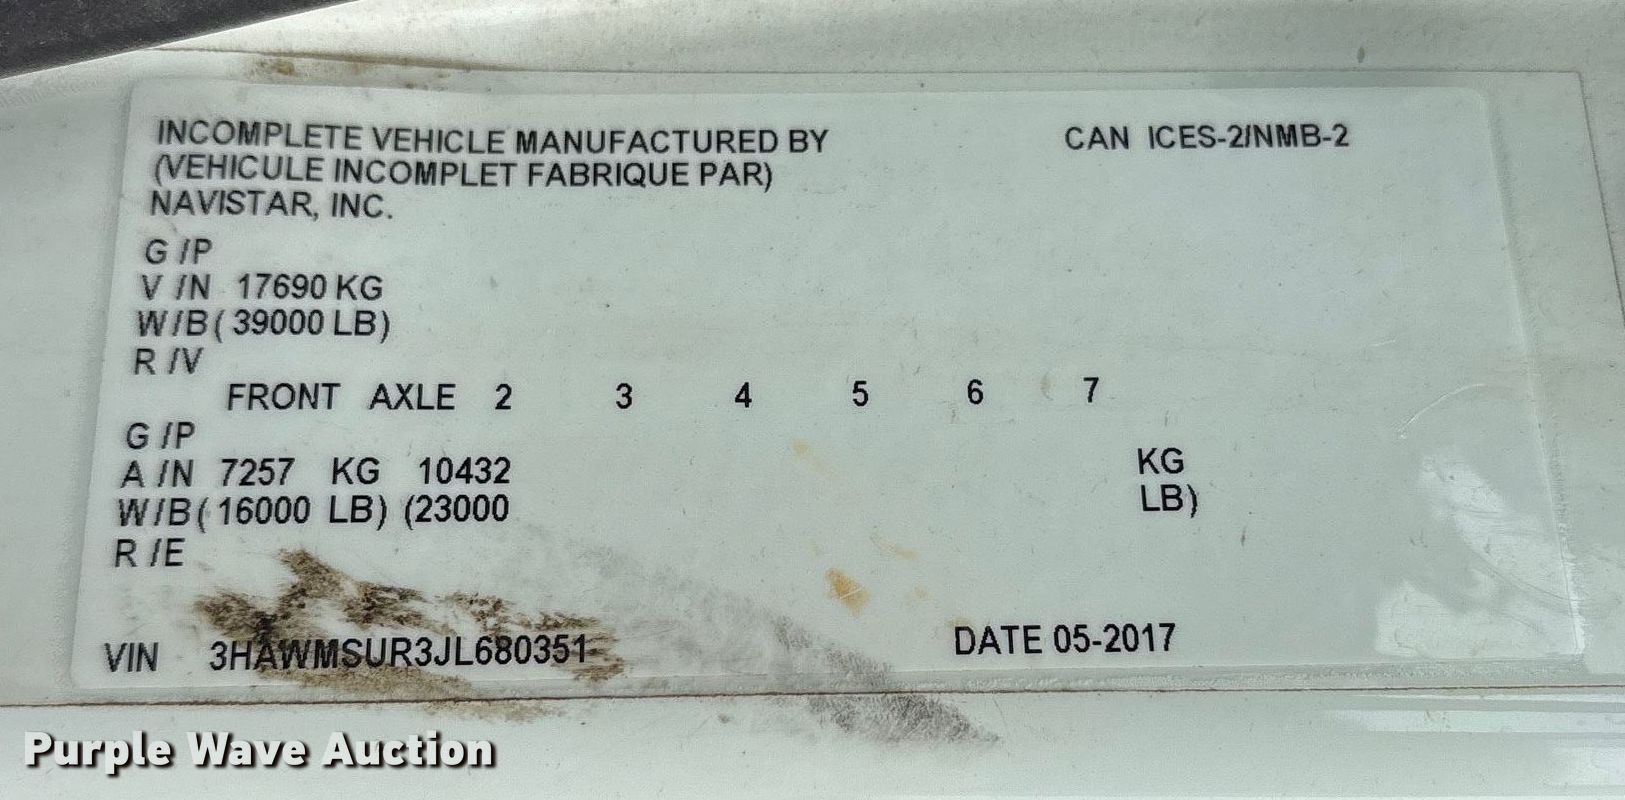 INCOMPLETE VEHICLE MANUFACTURED BY CAN ICES-2/NMB-2
(VEHICULE INCOMPLET FABRIQUE PAR)
NAVISTAR, INC.
G /P
V /N 17690 KG
W/B( 39000 LB)
R /V
FRONT AXLE 2 3 4 5 6 7
G /P
A /N 7257 KG 10432 KG
W/B( 16000 LB) (23000 LB)
R /E
VIN 3HAWMSUR3JL680351 DATE 05-2017
Purple Wave Auction